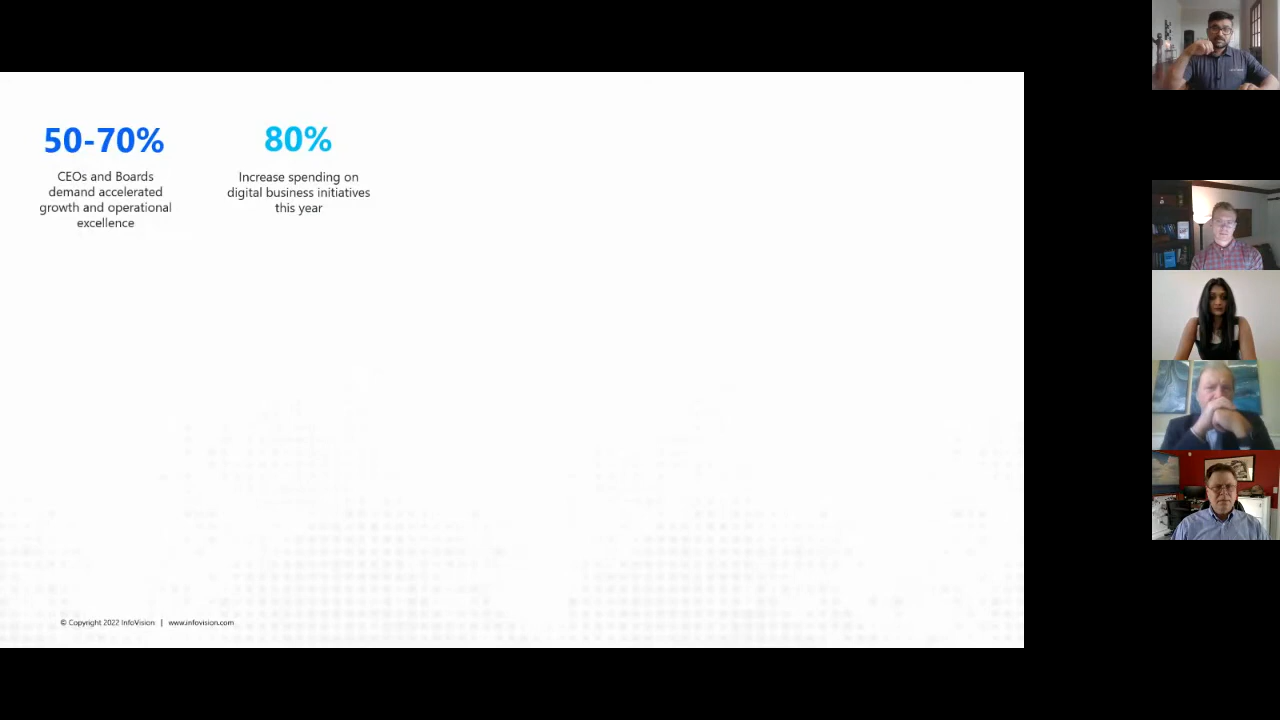 50-70%
CEOs and Boards
demand accelerated
growth and operational
excellence
80%
Increase spending on
digital business initiatives
this year
© Copyright 2022 InfoVision | www.infovision.com